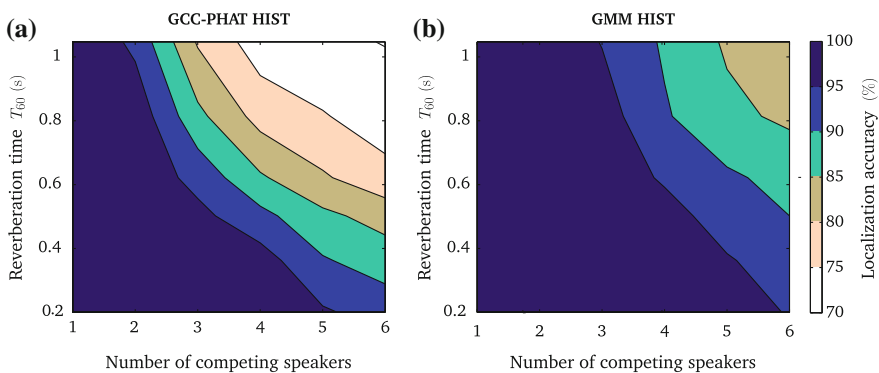 (a) GCC-PHAT HIST
(b) GMM HIST
Reverberation time T60 (s)
1
0.8
0.6
0.4
0.2
1 2 3 4 5 6
Number of competing speakers
Reverberation time T60 (s)
1
0.8
0.6
0.4
0.2
1 2 3 4 5 6
Number of competing speakers
100
95
90
85
80
75
70
Localization accuracy (%)